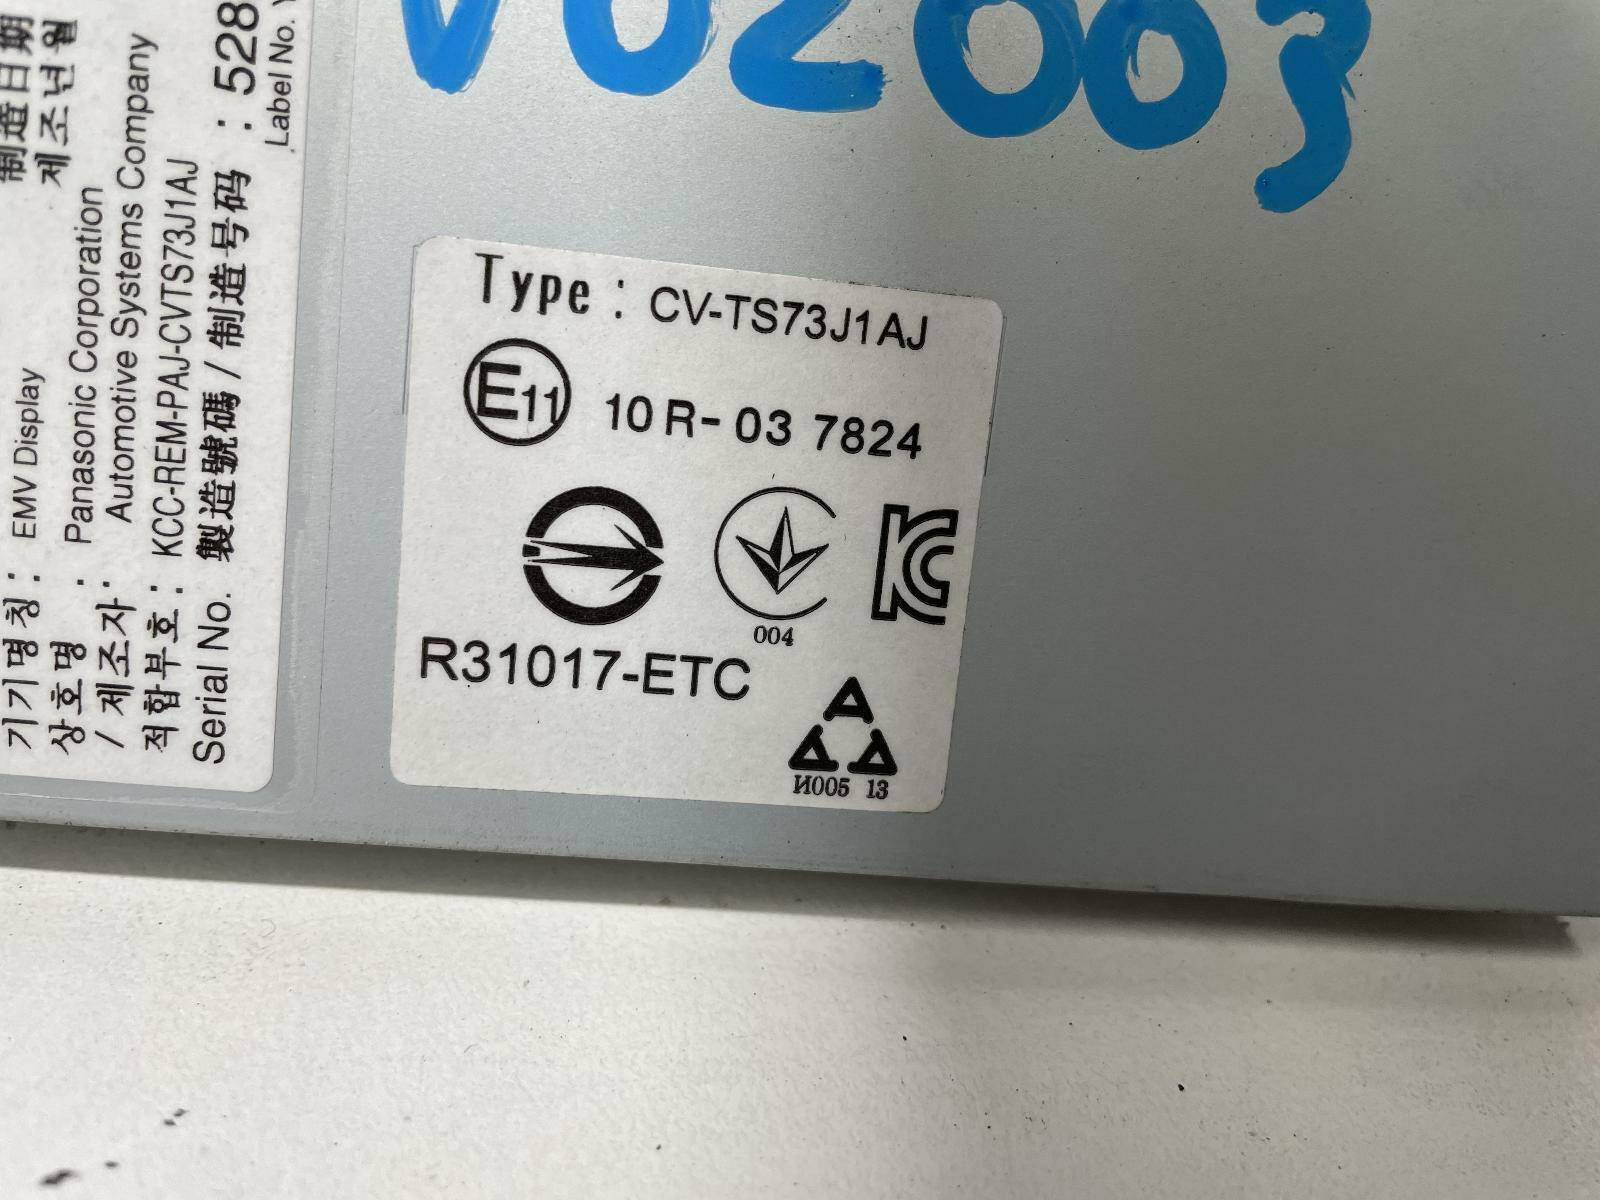 V02003
制造日期
제조년월
기기명칭 : EMV Display
상호명 : Panasonic Corporation
/ 제조자 : Automotive Systems Company
적합부호 : KCC-REM-PAJ-CVTS73J1AJ
Serial No. 製造號碼 / 制造号码 : 528
Label No. Y
Type : CV-TS73J1AJ
E11 10R-03 7824
004
KC
R31017-ETC
И005 13